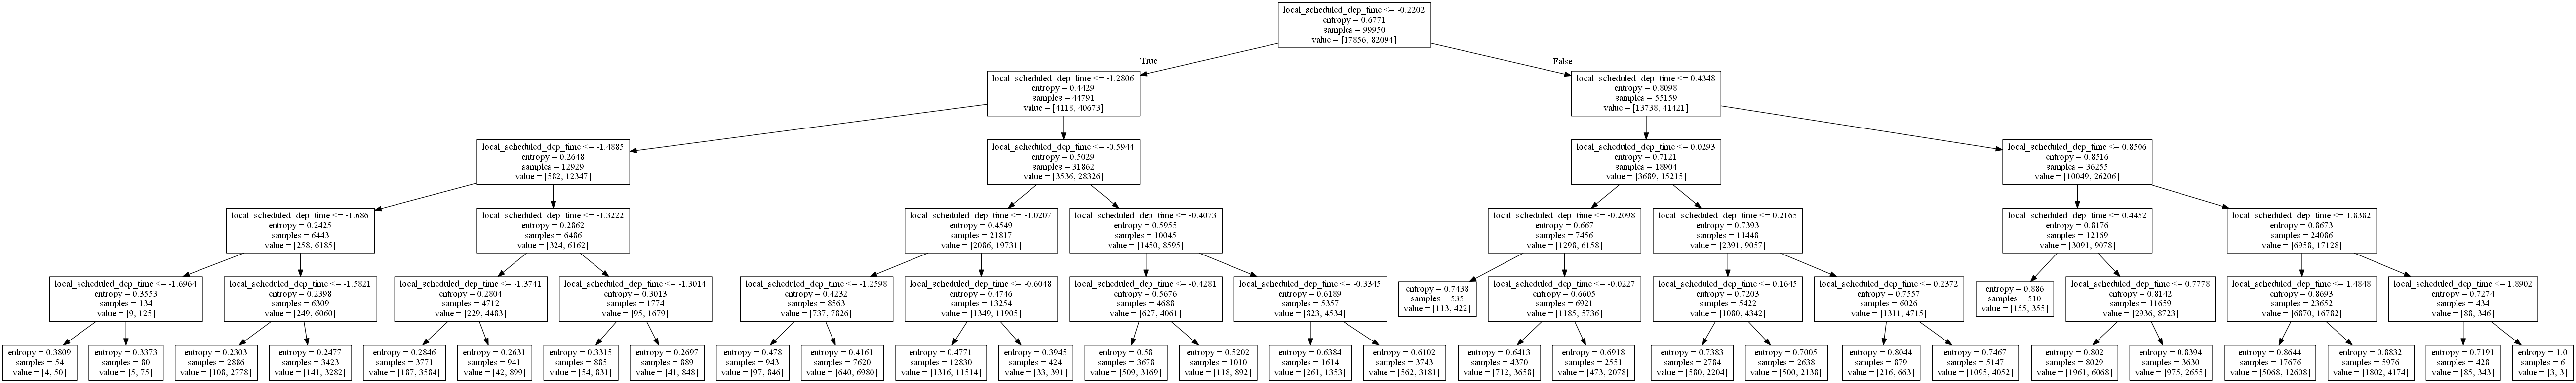 local_scheduled_dep_time <= -0.2202
entropy = 0.6771
samples = 99950
value = [17856, 82094]
True
False
local_scheduled_dep_time <= -1.2806
entropy = 0.4429
samples = 44791
value = [4118, 40673]
local_scheduled_dep_time <= 0.4348
entropy = 0.8098
samples = 55159
value = [13738, 41421]
local_scheduled_dep_time <= -1.4885
entropy = 0.2648
samples = 12929
value = [582, 12347]
local_scheduled_dep_time <= -0.5944
entropy = 0.5029
samples = 31862
value = [3536, 28326]
local_scheduled_dep_time <= 0.0293
entropy = 0.7121
samples = 18904
value = [3689, 15215]
local_scheduled_dep_time <= 0.8506
entropy = 0.8516
samples = 36255
value = [10049, 26206]
local_scheduled_dep_time <= -1.686
entropy = 0.2425
samples = 6443
value = [258, 6185]
local_scheduled_dep_time <= -1.3222
entropy = 0.2862
samples = 6486
value = [324, 6162]
local_scheduled_dep_time <= -1.0207
entropy = 0.4549
samples = 21817
value = [2086, 19731]
local_scheduled_dep_time <= -0.4073
entropy = 0.5955
samples = 10045
value = [1450, 8595]
local_scheduled_dep_time <= -0.2098
entropy = 0.667
samples = 7456
value = [1298, 6158]
local_scheduled_dep_time <= 0.2165
entropy = 0.7393
samples = 11448
value = [2391, 9057]
local_scheduled_dep_time <= 0.4452
entropy = 0.8176
samples = 12169
value = [3091, 9078]
local_scheduled_dep_time <= 1.8382
entropy = 0.8673
samples = 24086
value = [6958, 17128]
local_scheduled_dep_time <= -1.6964
entropy = 0.3553
samples = 134
value = [9, 125]
local_scheduled_dep_time <= -1.5821
entropy = 0.2398
samples = 6309
value = [249, 6060]
local_scheduled_dep_time <= -1.3741
entropy = 0.2804
samples = 4712
value = [229, 4483]
local_scheduled_dep_time <= -1.3014
entropy = 0.3013
samples = 1774
value = [95, 1679]
local_scheduled_dep_time <= -1.2598
entropy = 0.4232
samples = 8563
value = [737, 7826]
local_scheduled_dep_time <= -0.6048
entropy = 0.4746
samples = 13254
value = [1349, 11905]
local_scheduled_dep_time <= -0.4281
entropy = 0.5676
samples = 4688
value = [627, 4061]
local_scheduled_dep_time <= -0.3345
entropy = 0.6189
samples = 5357
value = [823, 4534]
entropy = 0.7438
samples = 535
value = [113, 422]
local_scheduled_dep_time <= -0.0227
entropy = 0.6605
samples = 6921
value = [1185, 5736]
local_scheduled_dep_time <= 0.1645
entropy = 0.7203
samples = 5422
value = [1080, 4342]
local_scheduled_dep_time <= 0.2372
entropy = 0.7557
samples = 6026
value = [1311, 4715]
entropy = 0.886
samples = 510
value = [155, 355]
local_scheduled_dep_time <= 0.7778
entropy = 0.8142
samples = 11659
value = [2936, 8723]
local_scheduled_dep_time <= 1.4848
entropy = 0.8693
samples = 23652
value = [6870, 16782]
local_scheduled_dep_time <= 1.8902
entropy = 0.7274
samples = 434
value = [88, 346]
entropy = 0.3809
samples = 54
value = [4, 50]
entropy = 0.3373
samples = 80
value = [5, 75]
entropy = 0.2303
samples = 2886
value = [108, 2778]
entropy = 0.2477
samples = 3423
value = [141, 3282]
entropy = 0.2846
samples = 3771
value = [187, 3584]
entropy = 0.2631
samples = 941
value = [42, 899]
entropy = 0.3315
samples = 885
value = [54, 831]
entropy = 0.2697
samples = 889
value = [41, 848]
entropy = 0.478
samples = 943
value = [97, 846]
entropy = 0.4161
samples = 7620
value = [640, 6980]
entropy = 0.4771
samples = 12830
value = [1316, 11514]
entropy = 0.3945
samples = 424
value = [33, 391]
entropy = 0.58
samples = 3678
value = [509, 3169]
entropy = 0.5202
samples = 1010
value = [118, 892]
entropy = 0.6384
samples = 1614
value = [261, 1353]
entropy = 0.6102
samples = 3743
value = [562, 3181]
entropy = 0.6413
samples = 4370
value = [712, 3658]
entropy = 0.6918
samples = 2551
value = [473, 2078]
entropy = 0.7383
samples = 2784
value = [580, 2204]
entropy = 0.7005
samples = 2638
value = [500, 2138]
entropy = 0.8044
samples = 879
value = [216, 663]
entropy = 0.7467
samples = 5147
value = [1095, 4052]
entropy = 0.802
samples = 8029
value = [1961, 6068]
entropy = 0.8394
samples = 3630
value = [975, 2655]
entropy = 0.8644
samples = 17676
value = [5068, 12608]
entropy = 0.8832
samples = 5976
value = [1802, 4174]
entropy = 0.7191
samples = 428
value = [85, 343]
entropy = 1.0
samples = 6
value = [3, 3]